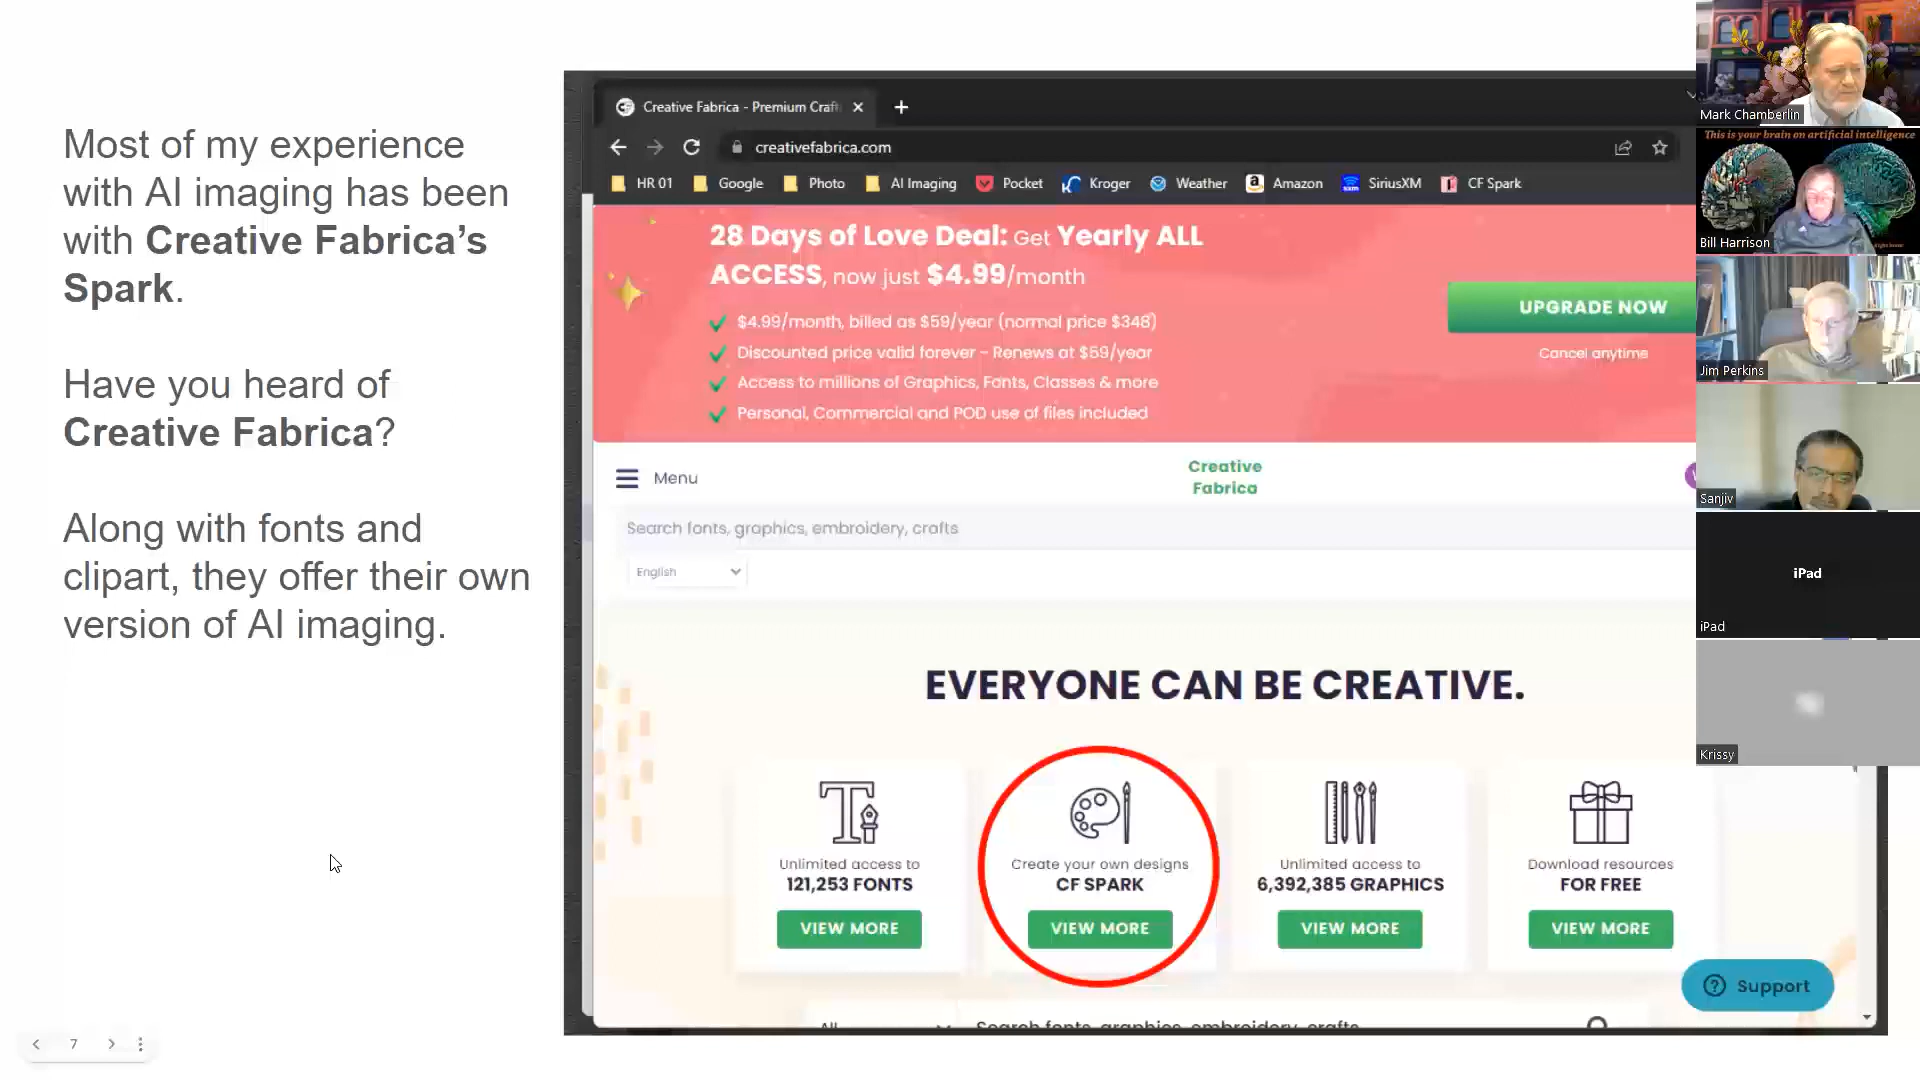 Most of my experience
with AI imaging has been
with Creative Fabrica's
Spark.
Have you heard of
Creative Fabrica?
Along with fonts and
clipart, they offer their own
version of AI imaging.
7
Creative Fabrica - Premium Craft
creativefabrica.com
HR 01 Google Photo AI Imaging Pocket Kroger Weather Amazon SiriusXM CF Spark
28 Days of Love Deal: Get Yearly ALL
ACCESS, now just $4.99/month
$4.99/month, billed as $59/year (normal price $348)
Discounted price valid forever - Renews at $59/year
Access to millions of Graphics, Fonts, Classes & more
Personal, Commercial and POD use of files included
UPGRADE NOW
Cancel anytime
Menu
Creative
Fabrica
Search fonts, graphics, embroidery, crafts
English
EVERYONE CAN BE CREATIVE.
Unlimited access to
121,253 FONTS
VIEW MORE
Create your own designs
CF SPARK
VIEW MORE
Unlimited access to
6,392,385 GRAPHICS
VIEW MORE
Download resources
FOR FREE
VIEW MORE
Support
All
Search fonts, graphics, embroidery, crafts
Mark Chamberlin
This is your brain on artificial intelligence
Bill Harrison
Jim Perkins
Sanjiv
iPad
iPad
Krissy